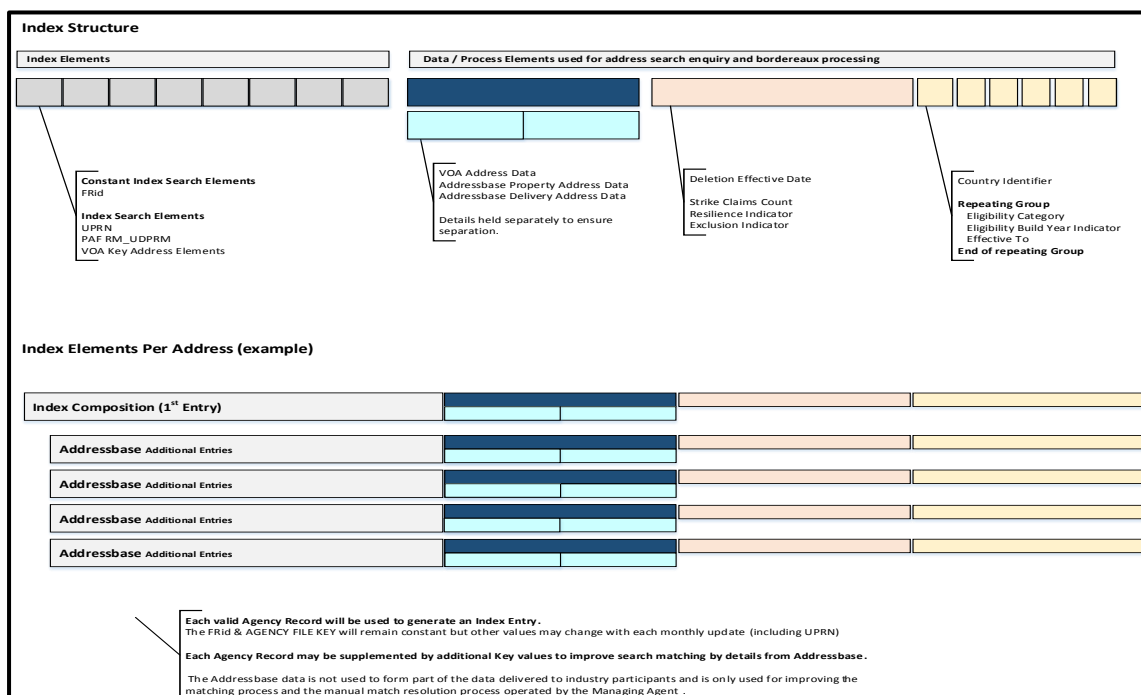 Index Structure
Index Elements
Data / Process Elements used for address search enquiry and bordereaux processing
Constant Index Search Elements
FRid
Index Search Elements
UPRN
PAF RM_UDPRM
VOA Key Address Elements
VOA Address Data
Addressbase Property Address Data
Addressbase Delivery Address Data
Details held separately to ensure
separation.
Deletion Effective Date
Strike Claims Count
Resilience Indicator
Exclusion Indicator
Country Identifier
Repeating Group
Eligibility Category
Eligibility Build Year Indicator
Effective To
End of repeating Group
Index Elements Per Address (example)
Index Composition (1st Entry)
Addressbase Additional Entries
Addressbase Additional Entries
Addressbase Additional Entries
Addressbase Additional Entries
Each valid Agency Record will be used to generate an Index Entry.
The FRid & AGENCY FILE KEY will remain constant but other values may change with each monthly update (including UPRN)
Each Agency Record may be supplemented by additional Key values to improve search matching by details from Addressbase.
The Addressbase data is not used to form part of the data delivered to industry participants and is only used for improving the
matching process and the manual match resolution process operated by the Managing Agent .